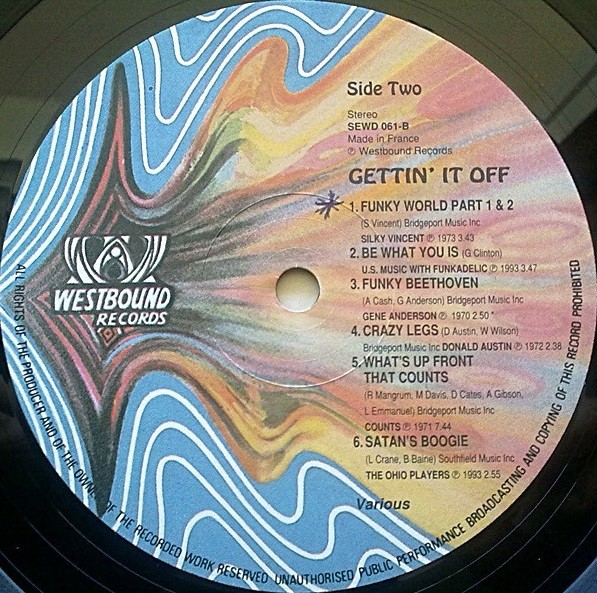 Side Two
Stereo
SEWD 061-B
Made in France
℗ Westbound Records
GETTIN' IT OFF
1. FUNKY WORLD PART 1 & 2
(S Vincent) Bridgeport Music Inc
SILKY VINCENT ℗ 1973 3.43
2. BE WHAT YOU IS (G Clinton)
U.S. MUSIC WITH FUNKADELIC ℗ 1993 3.47
3. FUNKY BEETHOVEN
(A Cash, G Anderson) Bridgeport Music Inc
GENE ANDERSON ℗ 1970 2.50*
4. CRAZY LEGS (D Austin, W Wilson)
Bridgeport Music Inc DONALD AUSTIN ℗ 1972 2.38
5. WHAT'S UP FRONT
THAT COUNTS
(R Mangrum, M Davis, D Cates, A Gibson,
L Emmanuel) Bridgeport Music Inc
COUNTS ℗ 1971 7.44
6. SATAN'S BOOGIE
(L Crane, B Baine) Southfield Music Inc
THE OHIO PLAYERS ℗ 1993 2.55
Various
WESTBOUND
RECORDS
ALL RIGHTS OF THE PRODUCER AND OF THE OWNER OF THE RECORDED WORK RESERVED UNAUTHORISED PUBLIC PERFORMANCE BROADCASTING AND COPYING OF THIS RECORD PROHIBITED